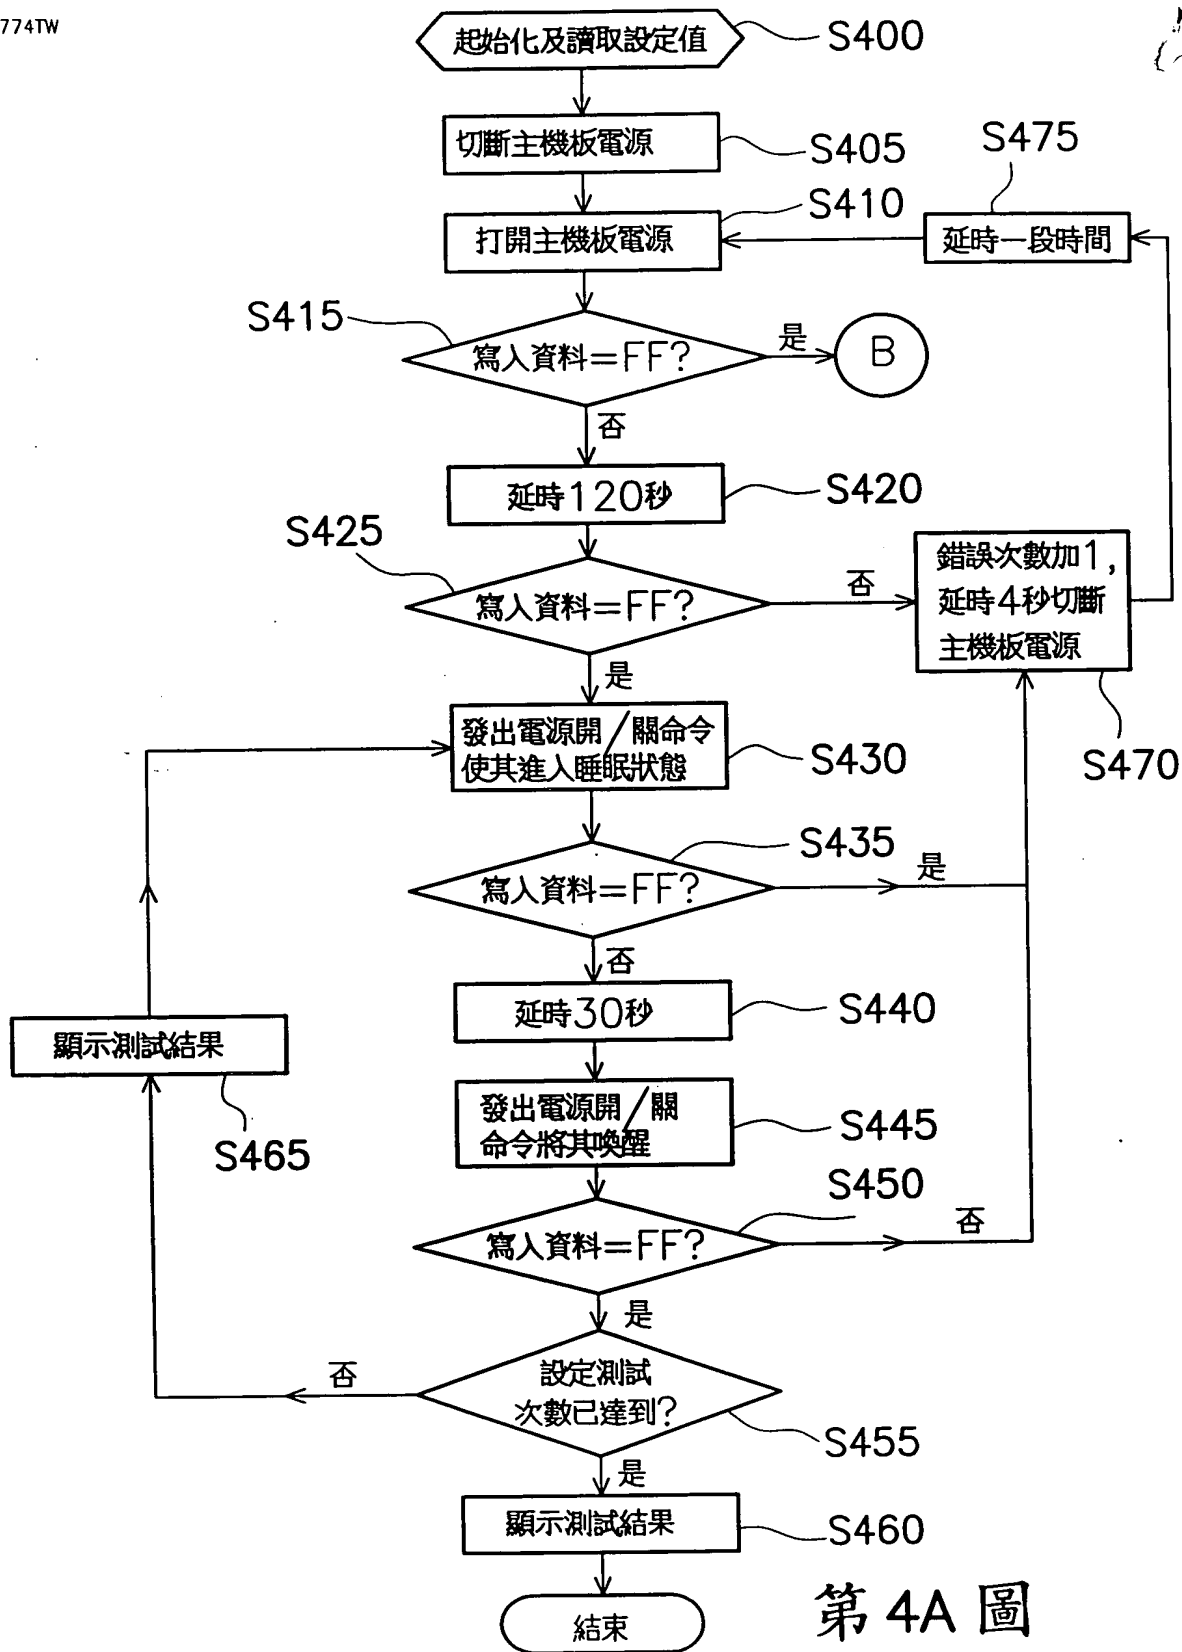 774TW
起始化及讀取設定值
S400
切斷主機板電源
S405
S475
打開主機板電源
S410
延時一段時間
S415
寫入資料=FF?
是
B
否
延時120秒
S420
S425
寫入資料=FF?
否
錯誤次數加1,
延時4秒切斷
主機板電源
S470
是
發出電源開/關命令
使其進入睡眠狀態
S430
S435
寫入資料=FF?
是
否
延時30秒
S440
顯示測試結果
S465
發出電源開/關
命令將其喚醒
S445
S450
寫入資料=FF?
否
是
設定測試
次數已達到?
否
S455
是
顯示測試結果
S460
結束
第4A圖